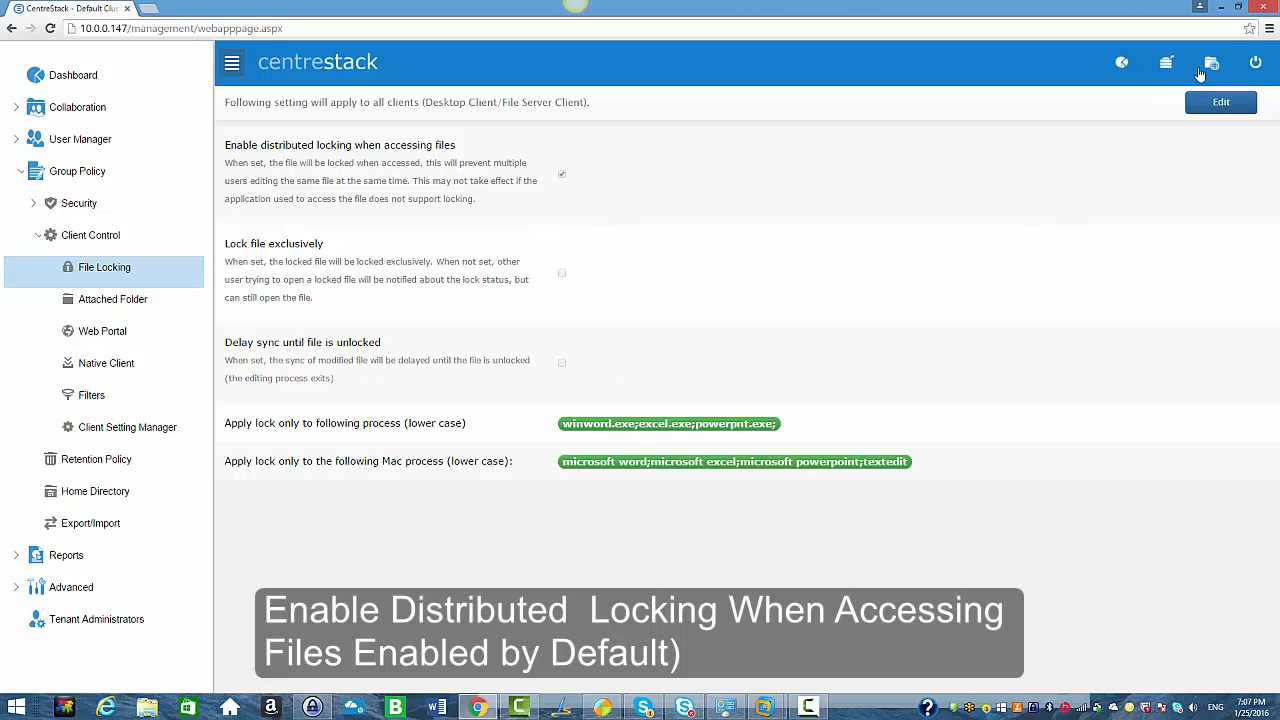 CentreStack - Default Clus
10.0.0.147/management/webapppage.aspx
Dashboard
Collaboration
User Manager
Group Policy
Security
Client Control
File Locking
Attached Folder
Web Portal
Native Client
Filters
Client Setting Manager
Retention Policy
Home Directory
Export/Import
Reports
Advanced
Tenant Administrators
centrestack
Following setting will apply to all clients (Desktop Client/File Server Client).
Edit
Enable distributed locking when accessing files
When set, the file will be locked when accessed, this will prevent multiple
users editing the same file at the same time. This may not take effect if the
application used to access the file does not support locking.
Lock file exclusively
When set, the locked file will be locked exclusively. When not set, other
user trying to open a locked file will be notified about the lock status, but
can still open the file.
Delay sync until file is unlocked
When set, the sync of modified file will be delayed until the file is unlocked
(the editing process exits)
Apply lock only to following process (lower case)
winword.exe;excel.exe;powerpnt.exe;
Apply lock only to the following Mac process (lower case):
microsoft word;microsoft excel;microsoft powerpoint;textedit
Enable Distributed  Locking When Accessing
Files Enabled by Default)
ENG
7:07 PM
1/25/2016